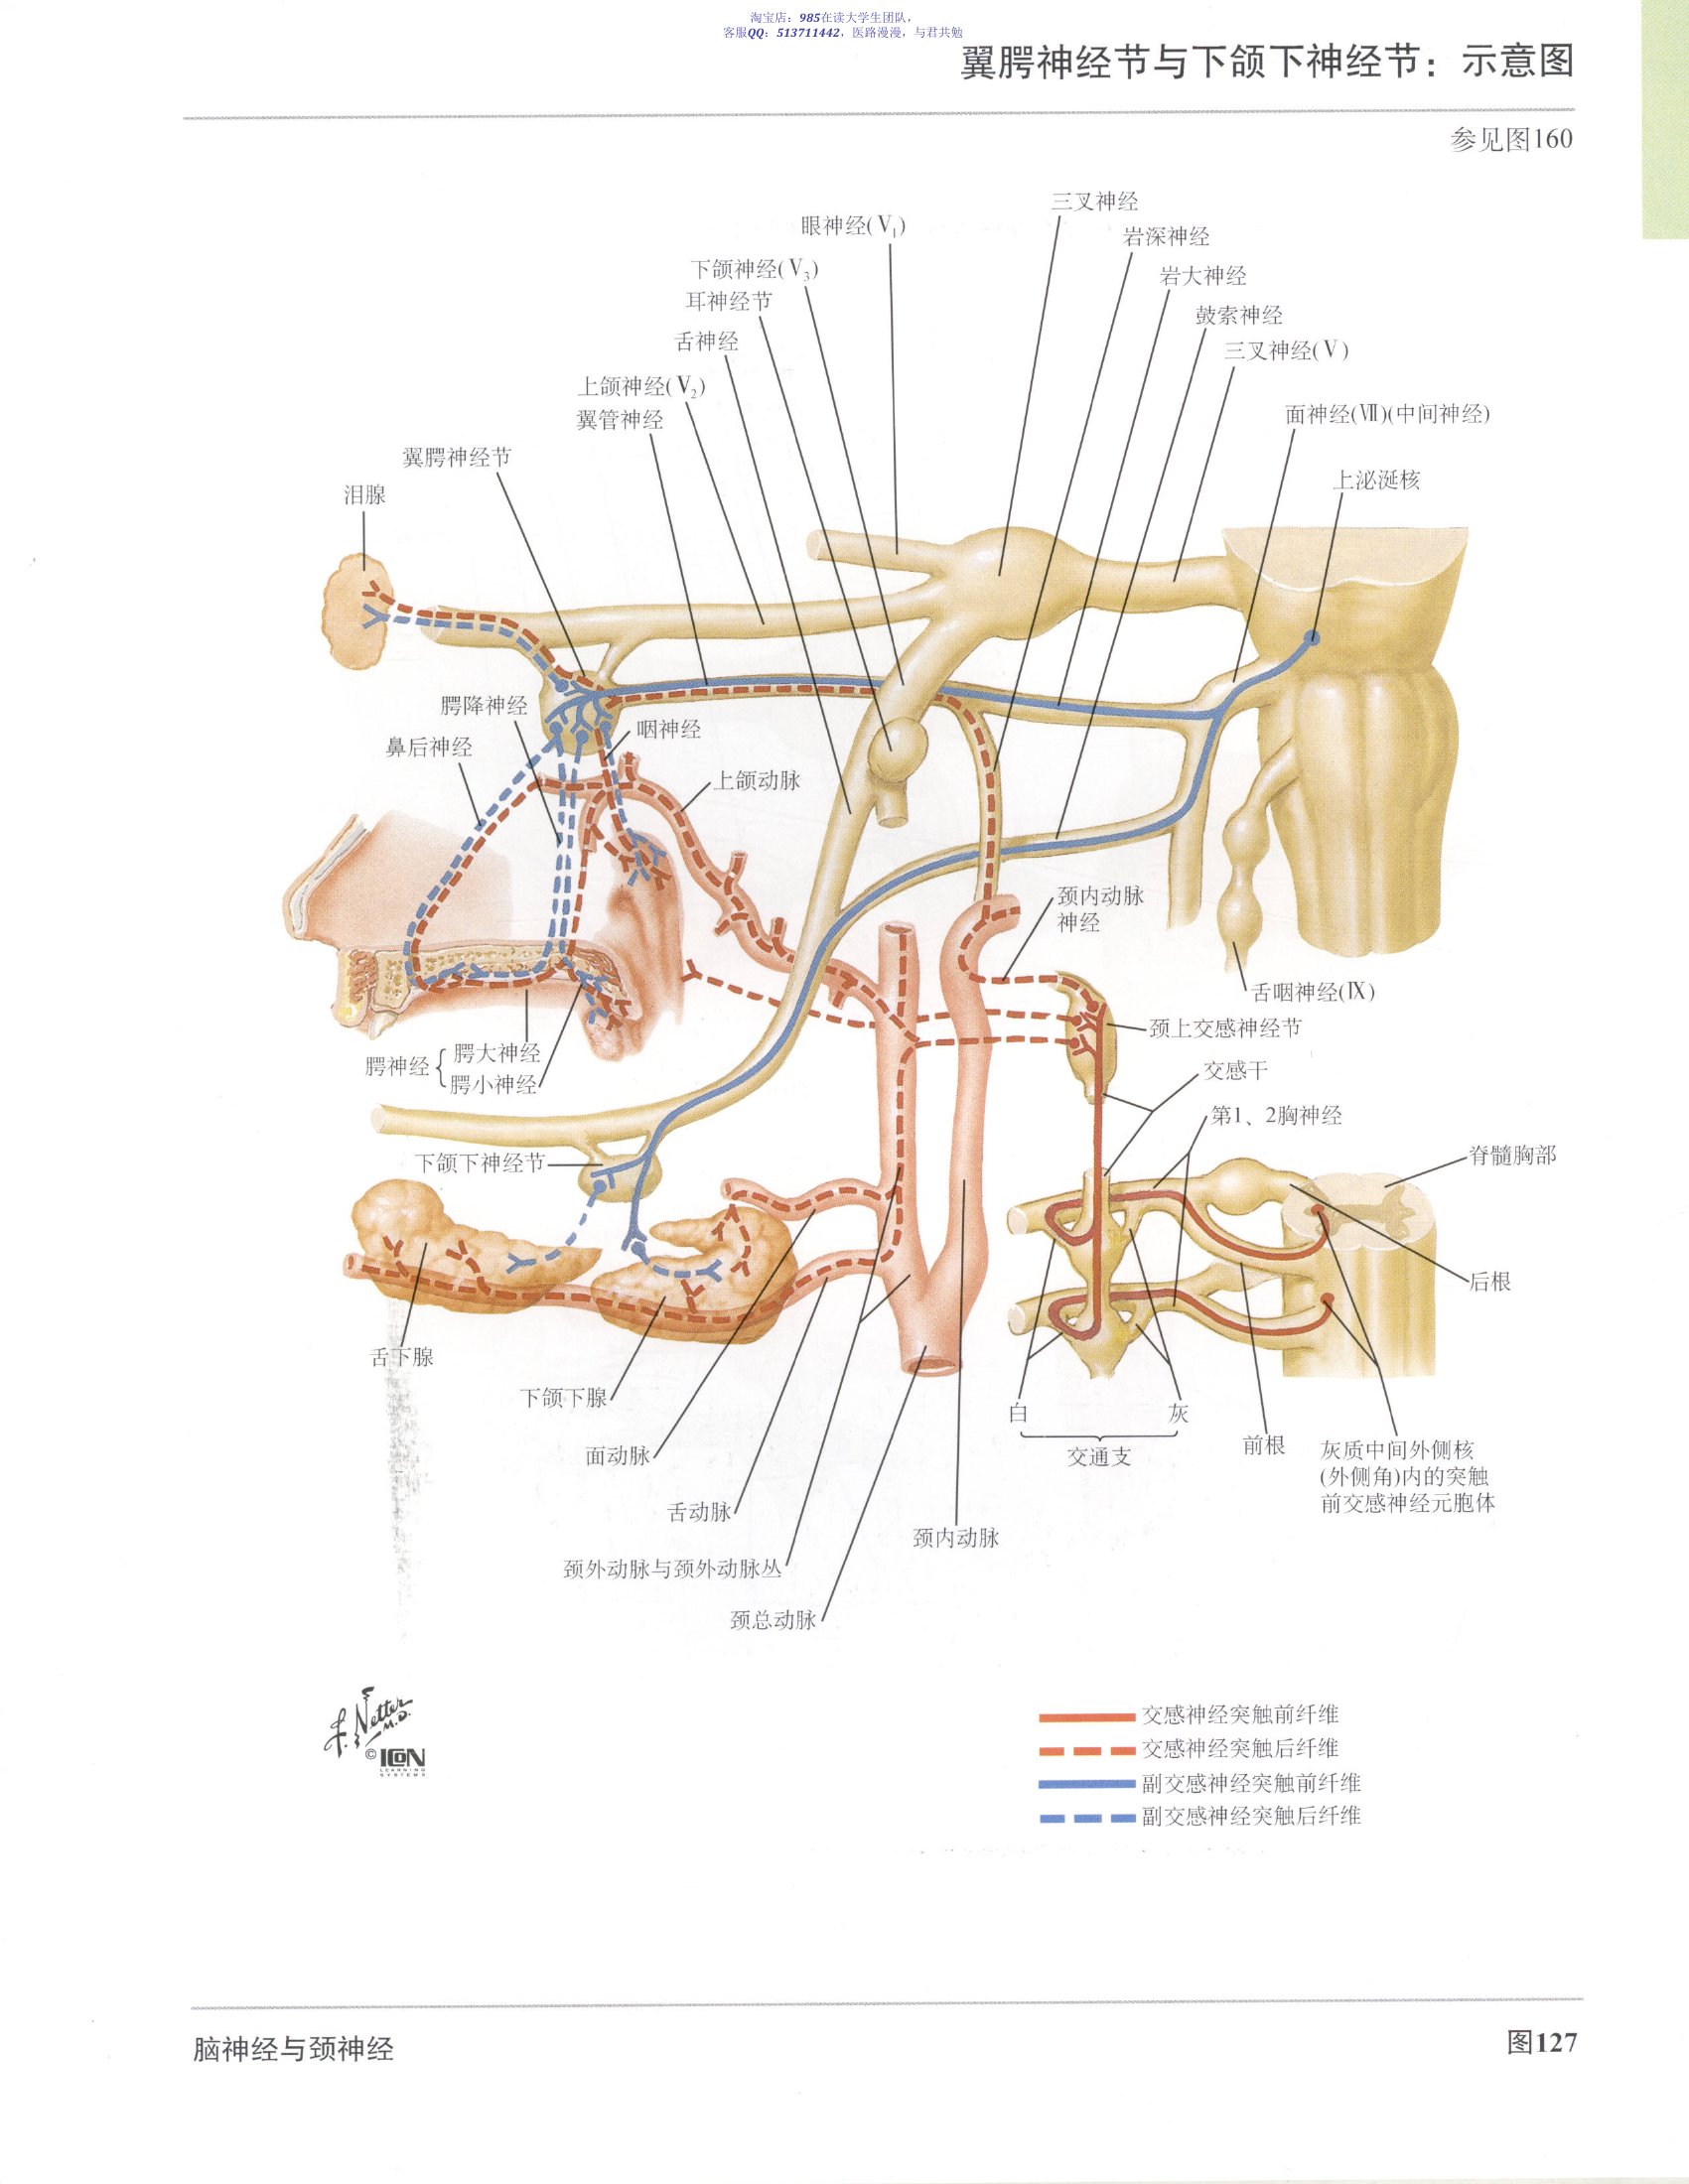 淘宝店：985在读大学生团队，
客服QQ：513711442，医路漫漫，与君共勉
翼腭神经节与下颌下神经节：示意图
参见图160
三叉神经
眼神经(V₁)
岩深神经
下颌神经(V₃)
岩大神经
耳神经节
鼓索神经
舌神经
三叉神经(V)
上颌神经(V₂)
面神经(Ⅶ)(中间神经)
翼管神经
翼腭神经节
上泌涎核
泪腺
腭降神经
咽神经
鼻后神经
上颌动脉
颈内动脉
神经
舌咽神经(Ⅸ)
颈上交感神经节
腭神经
腭大神经
腭小神经
交感干
第1、2胸神经
脊髓胸部
下颌下神经节
后根
舌下腺
下颌下腺
白
灰
交通支
前根
灰质中间外侧核
(外侧角)内的突触
前交感神经元胞体
面动脉
舌动脉
颈内动脉
颈外动脉与颈外动脉丛
颈总动脉
F. Netter
M.D.
© ICON
LEARNING
SYSTEMS
交感神经突触前纤维
交感神经突触后纤维
副交感神经突触前纤维
副交感神经突触后纤维
脑神经与颈神经
图127